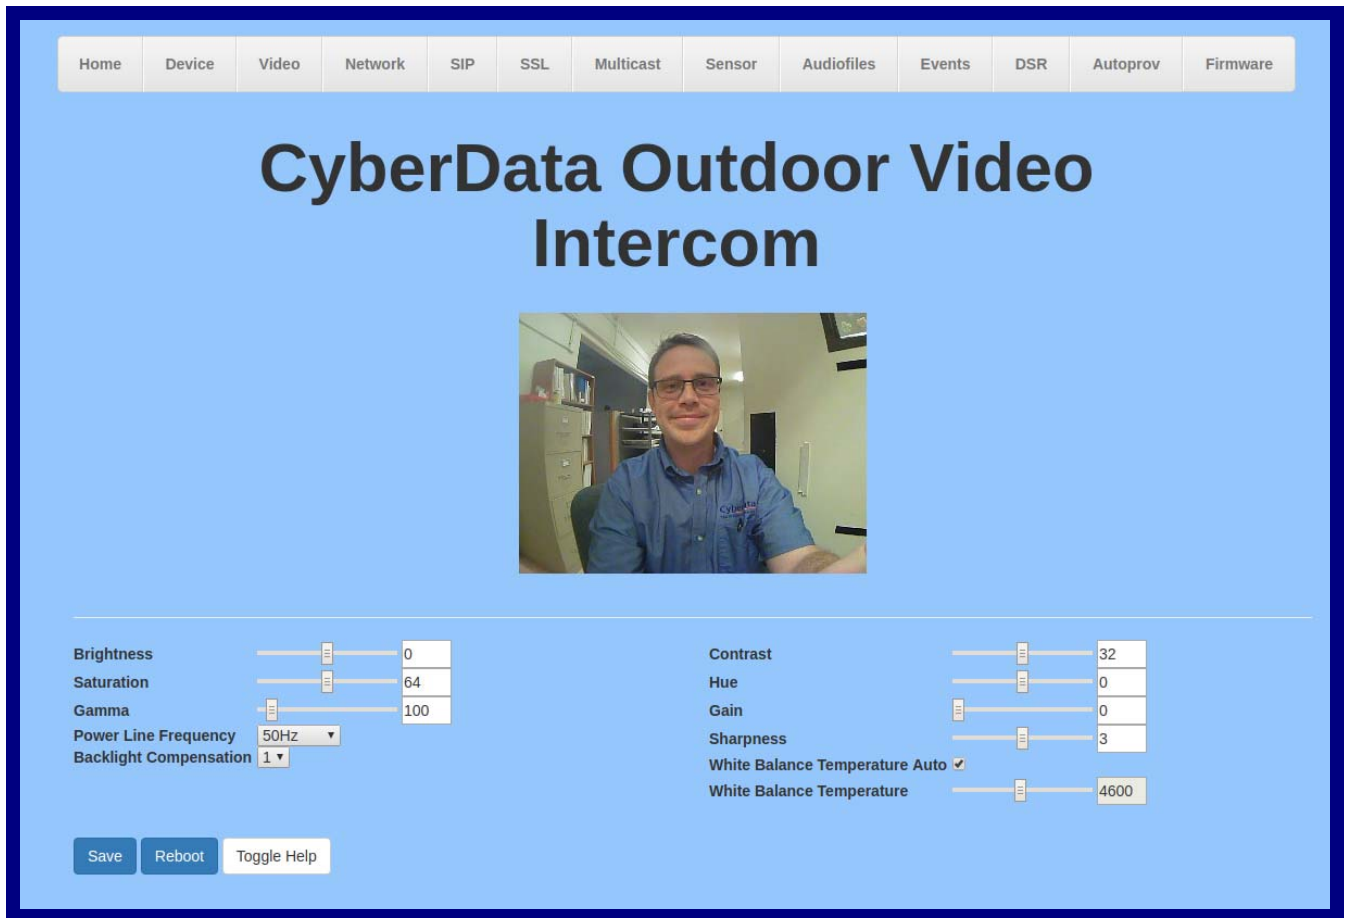 Home Device Video Network SIP SSL Multicast Sensor Audiofiles Events DSR Autoprov Firmware
CyberData Outdoor Video
Intercom
CyberData
Brightness 0
Saturation 64
Gamma 100
Power Line Frequency 50Hz
Backlight Compensation 1
Contrast 32
Hue 0
Gain 0
Sharpness 3
White Balance Temperature Auto
White Balance Temperature 4600
Save Reboot Toggle Help